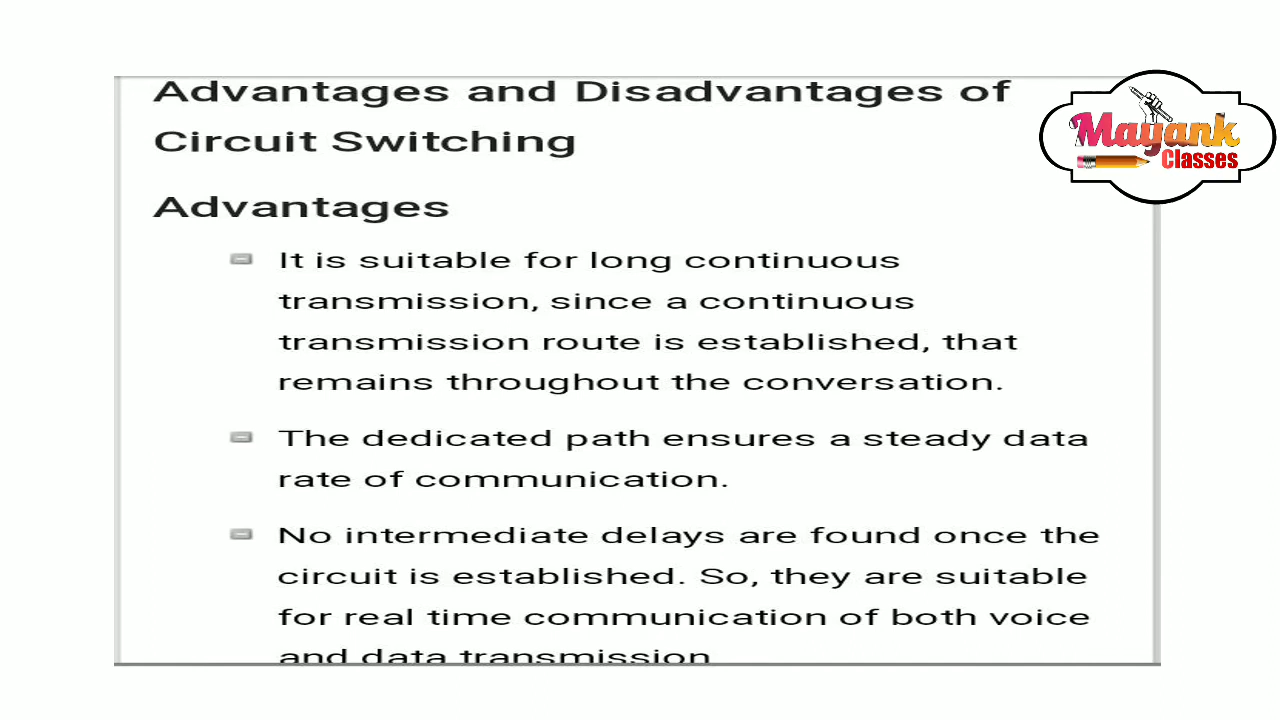 Advantages and Disadvantages of
Circuit Switching
Mayank
Classes
Advantages
It is suitable for long continuous
transmission, since a continuous
transmission route is established, that
remains throughout the conversation.
The dedicated path ensures a steady data
rate of communication.
No intermediate delays are found once the
circuit is established. So, they are suitable
for real time communication of both voice
and data transmission